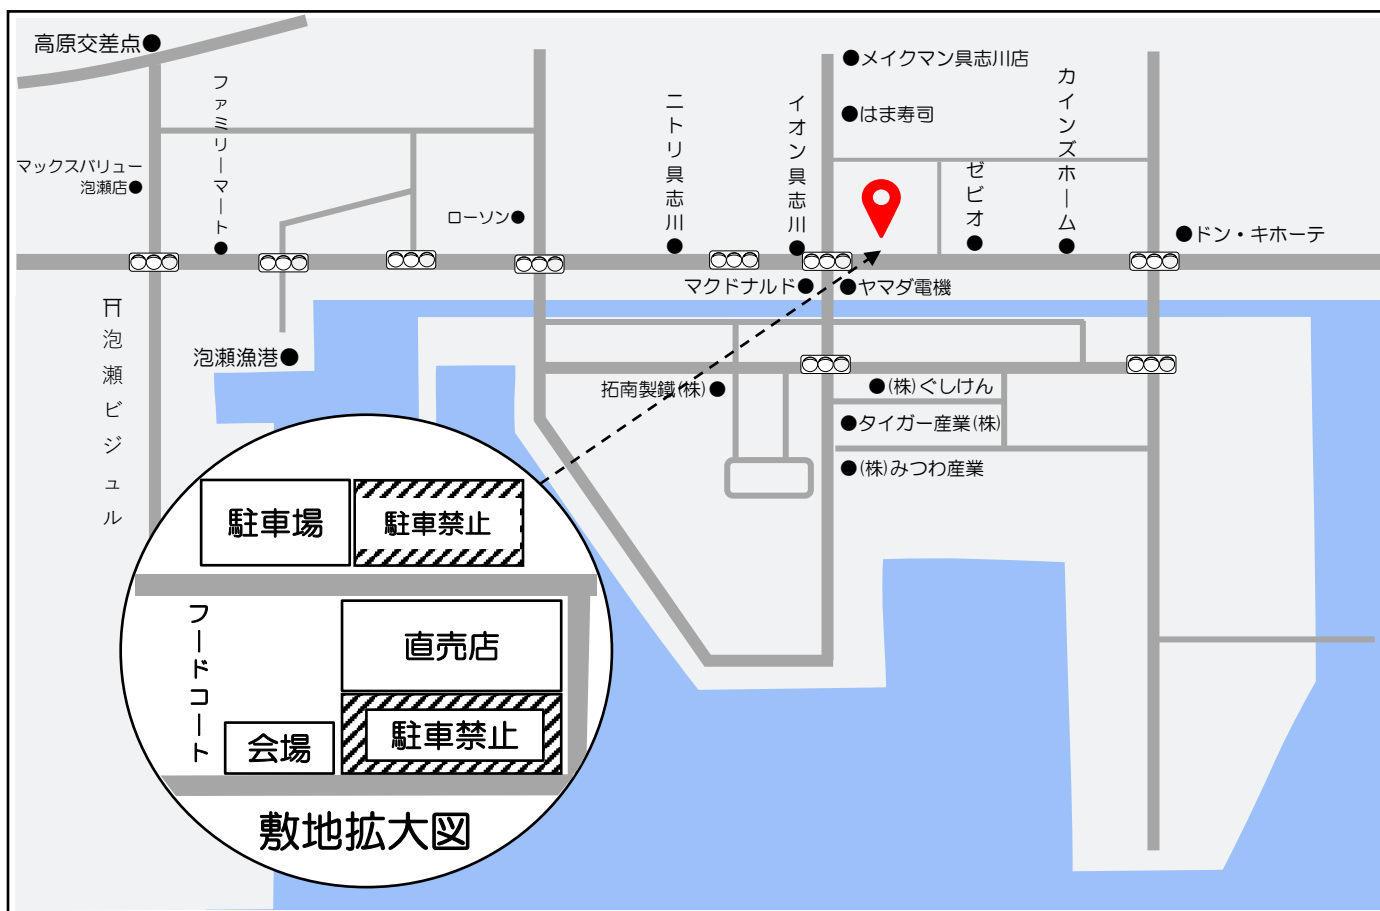 高原交差点
メイクマン具志川店
はま寿司
ファミリーマート
ニトリ具志川
イオン具志川
カインズホーム
マックスバリュー
泡瀬店
ゼビオ
ローソン
ドン・キホーテ
マクドナルド
ヤマダ電機
泡瀬ビジュル
泡瀬漁港
拓南製鐵(株)
(株)ぐしけん
タイガー産業(株)
(株)みつわ産業
駐車場
駐車禁止
フードコート
直売店
会場
駐車禁止
敷地拡大図